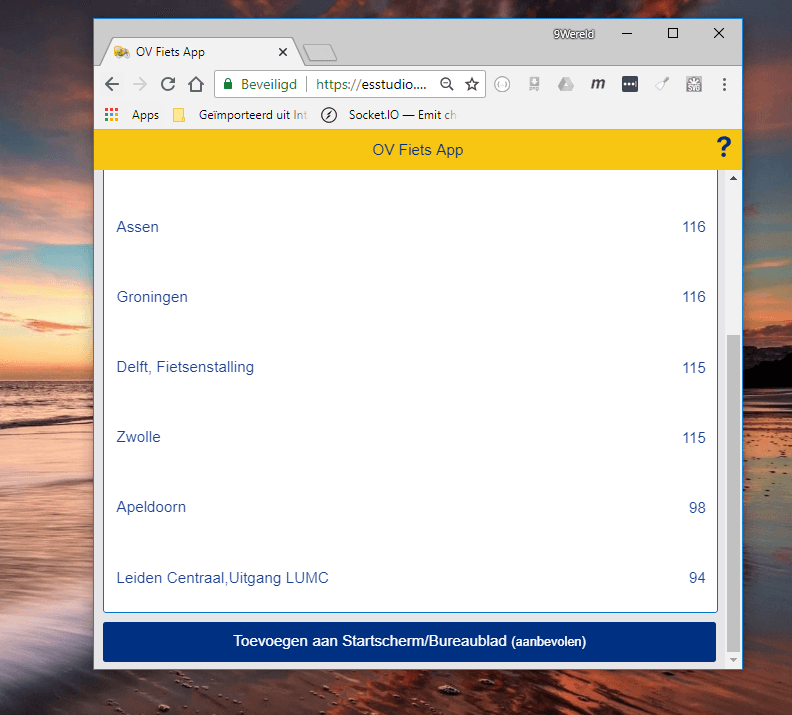 9Wereld
OV Fiets App
Beveiligd https://esstudio....
Apps Geïmporteerd uit Int Socket.IO — Emit ch
OV Fiets App ?
Assen 116
Groningen 116
Delft, Fietsenstalling 115
Zwolle 115
Apeldoorn 98
Leiden Centraal,Uitgang LUMC 94
Toevoegen aan Startscherm/Bureaublad (aanbevolen)